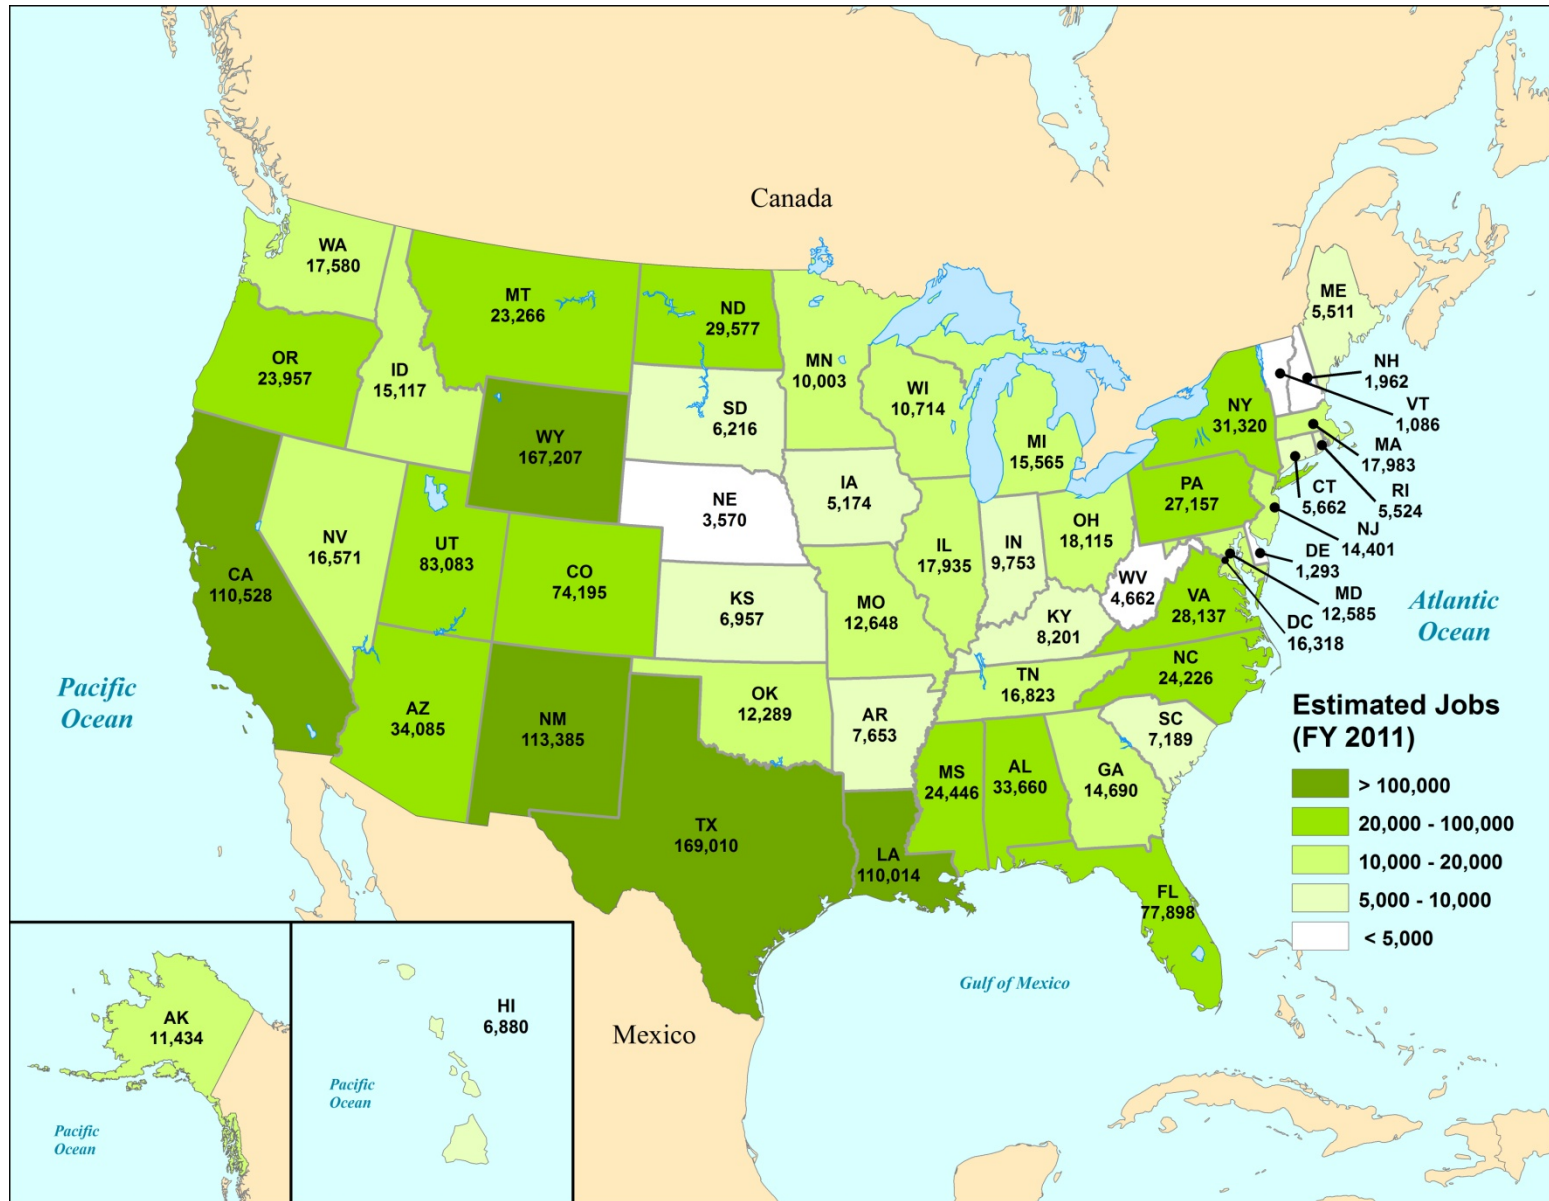 Canada
WA
17,580
MT
23,266
ND
29,577
ME
5,511
OR
23,957
ID
15,117
MN
10,003
WI
10,714
NH
1,962
VT
1,086
SD
6,216
NY
31,320
WY
167,207
MI
15,565
MA
17,983
IA
5,174
PA
27,157
CT
5,662
RI
5,524
NE
3,570
NJ
14,401
NV
16,571
UT
83,083
IL
17,935
IN
9,753
OH
18,115
DE
1,293
CA
110,528
CO
74,195
WV
4,662
MD
12,585
KS
6,957
MO
12,648
KY
8,201
VA
28,137
DC
16,318
Atlantic
Ocean
Pacific
Ocean
AZ
34,085
NM
113,385
OK
12,289
AR
7,653
TN
16,823
NC
24,226
SC
7,189
Estimated Jobs
(FY 2011)
MS
24,446
AL
33,660
GA
14,690
> 100,000
TX
169,010
20,000 - 100,000
LA
110,014
10,000 - 20,000
FL
77,898
5,000 - 10,000
< 5,000
Gulf of Mexico
AK
11,434
HI
6,880
Mexico
Pacific
Ocean
Pacific
Ocean